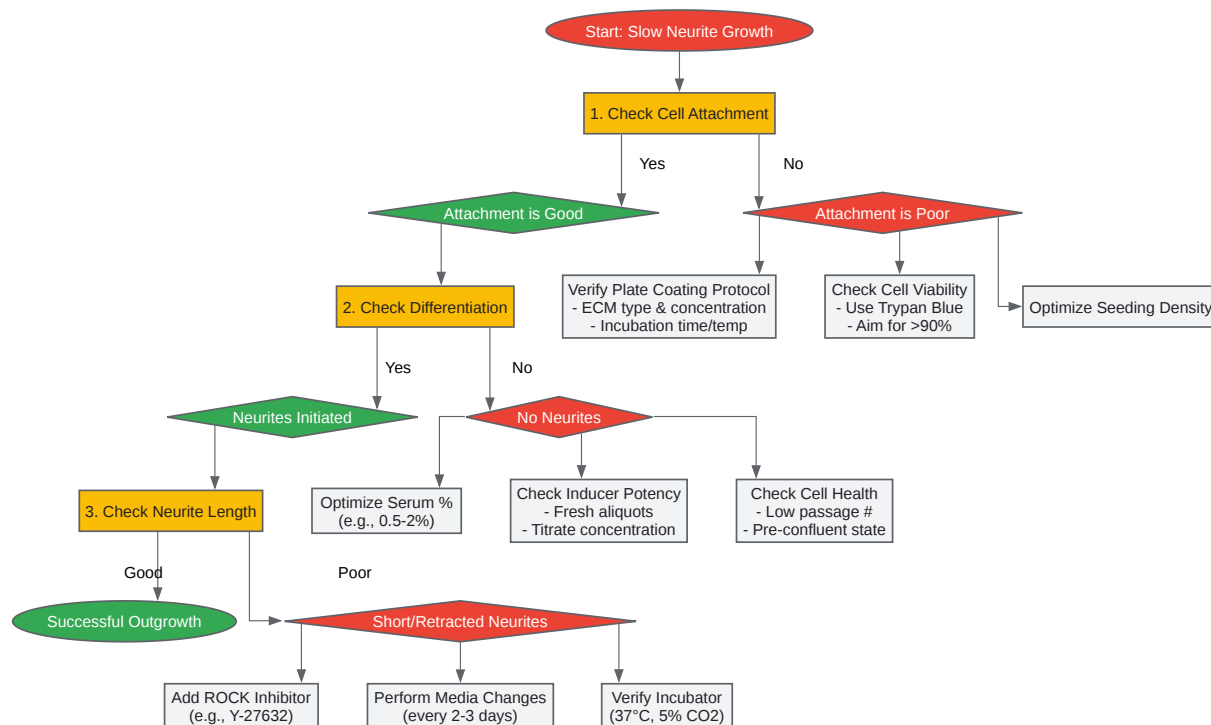 Start: Slow Neurite Growth
1. Check Cell Attachment
Yes
No
Attachment is Good
Attachment is Poor
2. Check Differentiation
Verify Plate Coating Protocol
- ECM type & concentration
- Incubation time/temp
Check Cell Viability
- Use Trypan Blue
- Aim for >90%
Optimize Seeding Density
Yes
No
Neurites Initiated
No Neurites
3. Check Neurite Length
Optimize Serum %
(e.g., 0.5-2%)
Check Inducer Potency
- Fresh aliquots
- Titrate concentration
Check Cell Health
- Low passage #
- Pre-confluent state
Good
Poor
Successful Outgrowth
Short/Retracted Neurites
Add ROCK Inhibitor
(e.g., Y-27632)
Perform Media Changes
(every 2-3 days)
Verify Incubator
(37°C, 5% CO2)